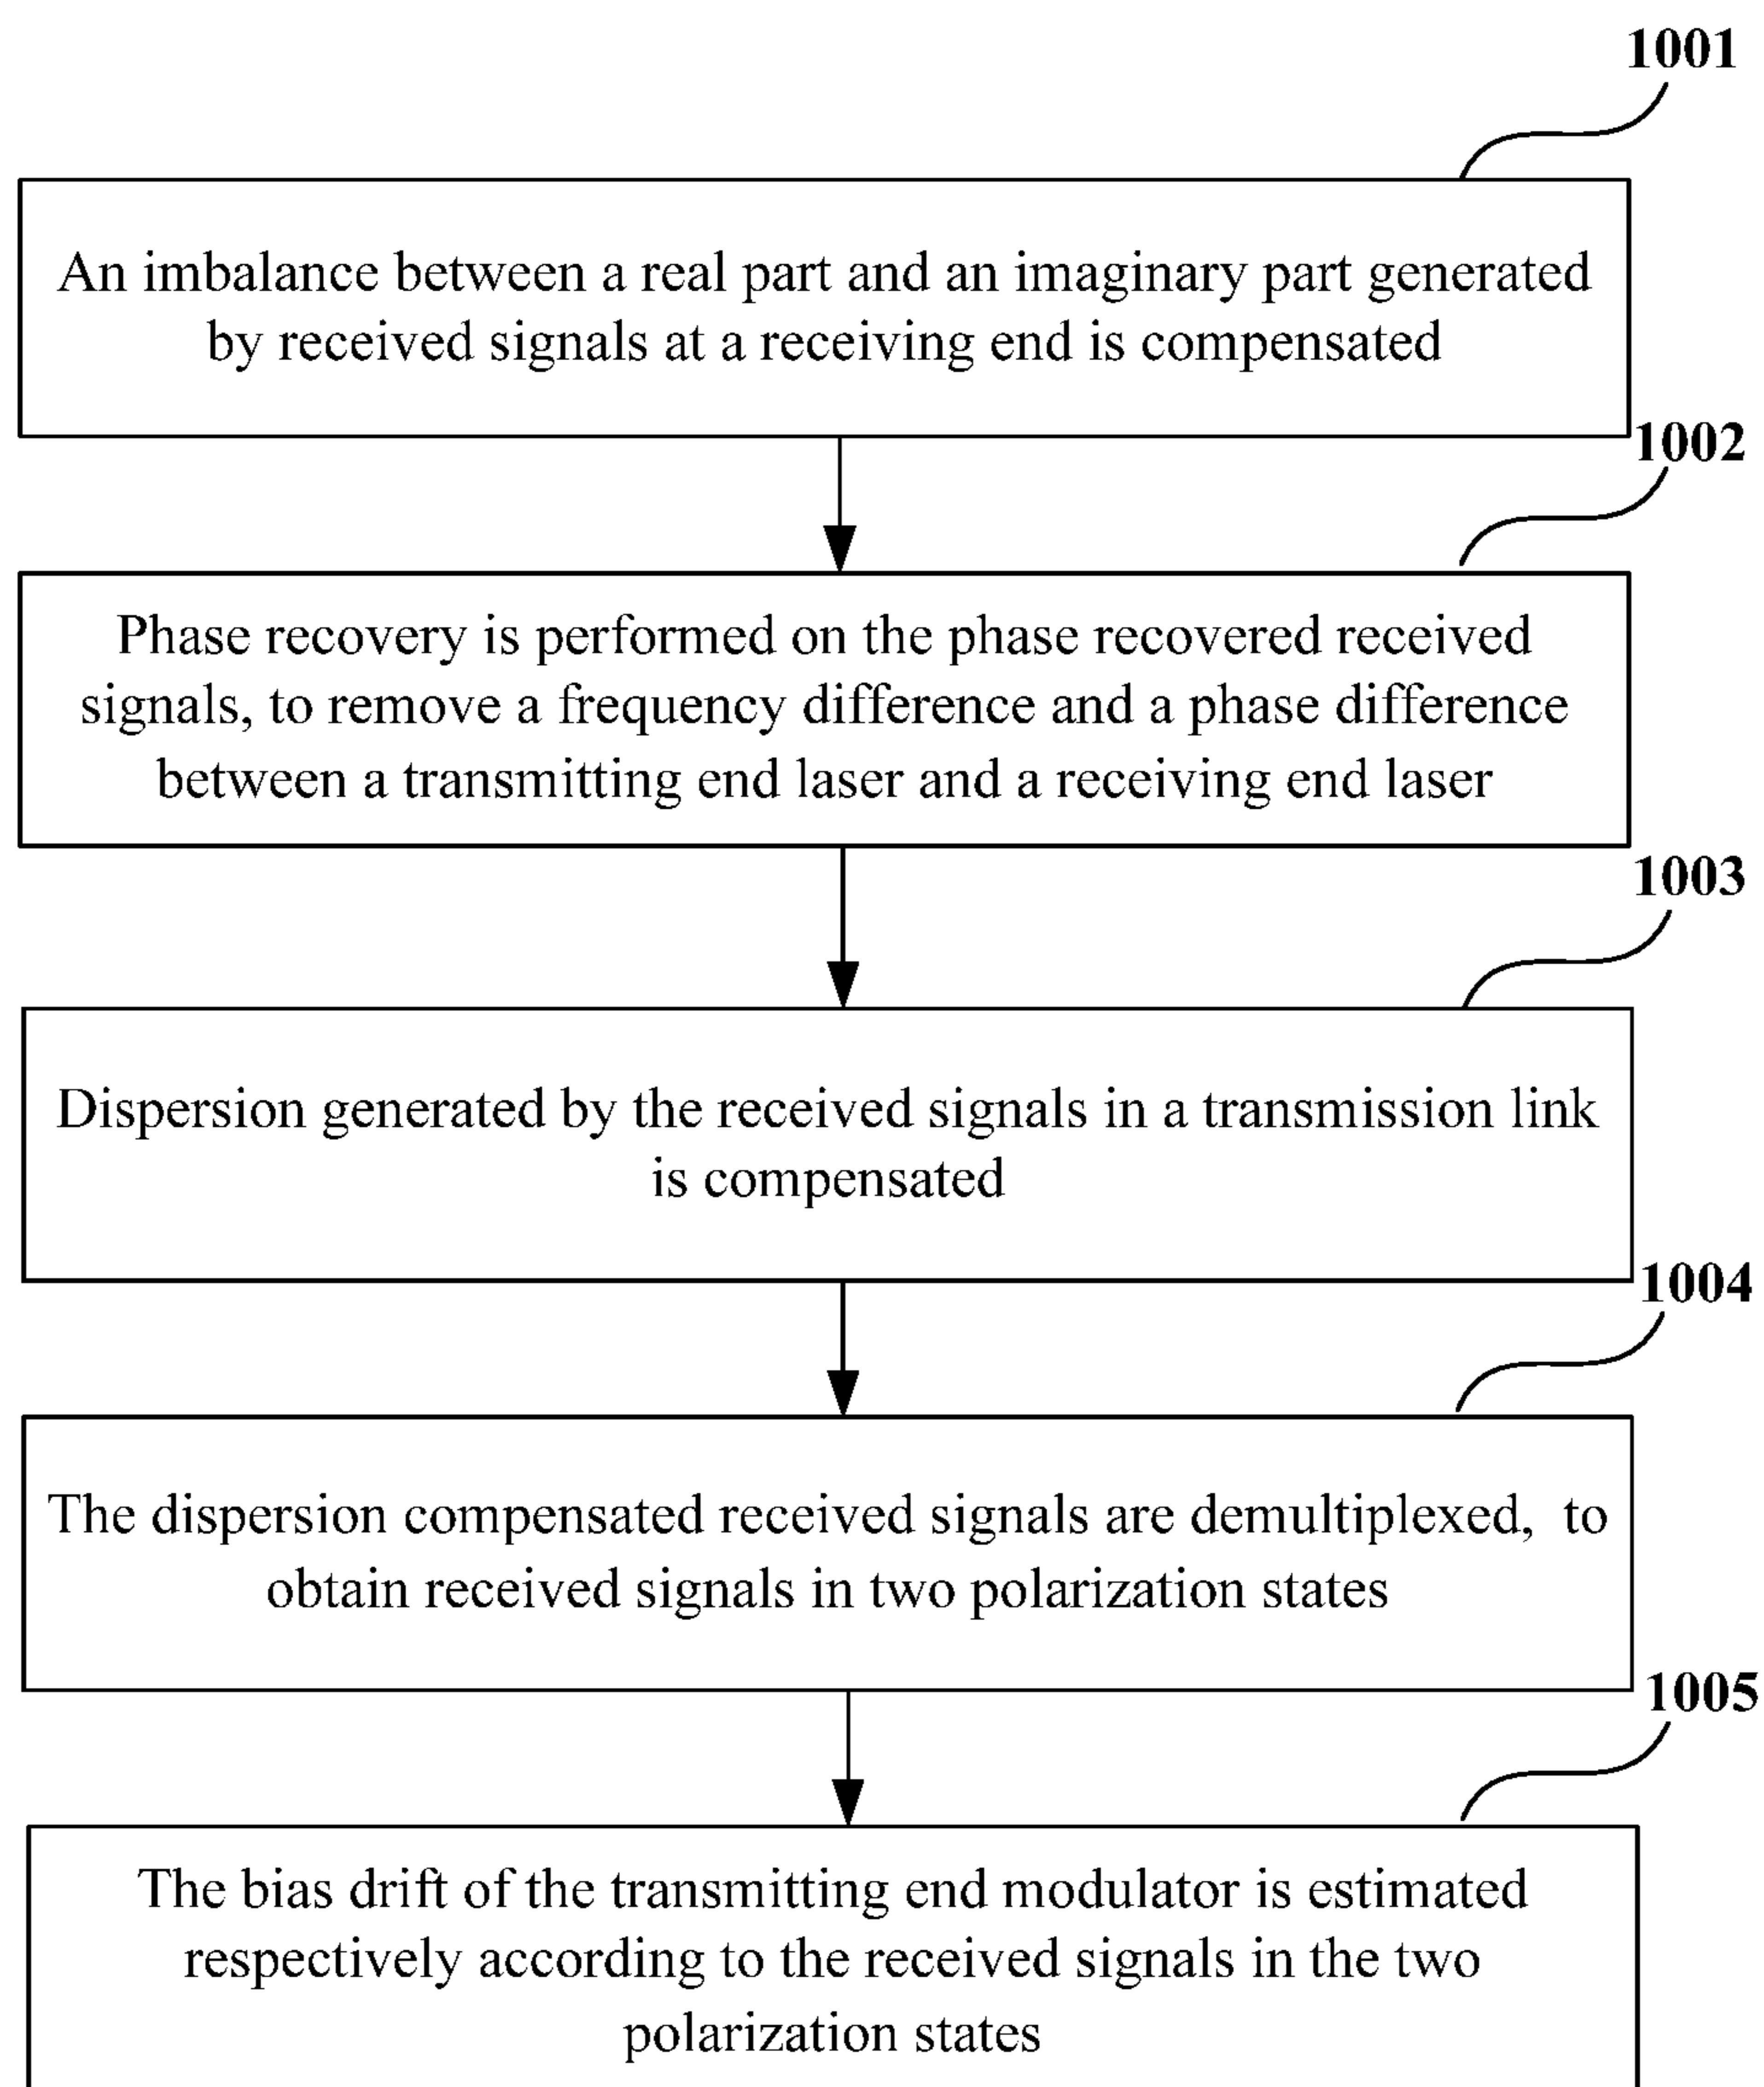 1001
An imbalance between a real part and an imaginary part generated
by received signals at a receiving end is compensated
1002
Phase recovery is performed on the phase recovered received
signals, to remove a frequency difference and a phase difference
between a transmitting end laser and a receiving end laser
1003
Dispersion generated by the received signals in a transmission link
is compensated
1004
The dispersion compensated received signals are demultiplexed, to
obtain received signals in two polarization states
1005
The bias drift of the transmitting end modulator is estimated
respectively according to the received signals in the two
polarization states